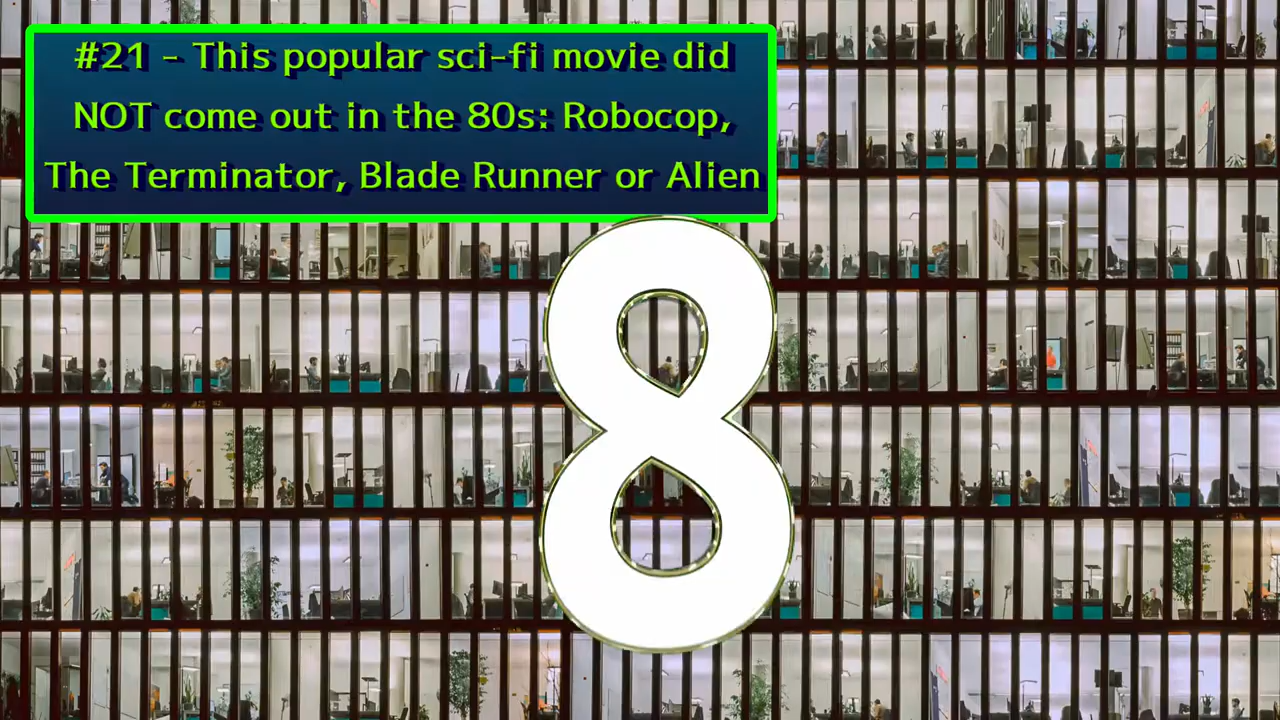 #21 - This popular sci-fi movie did
NOT come out in the 80s: Robocop,
The Terminator, Blade Runner or Alien
8